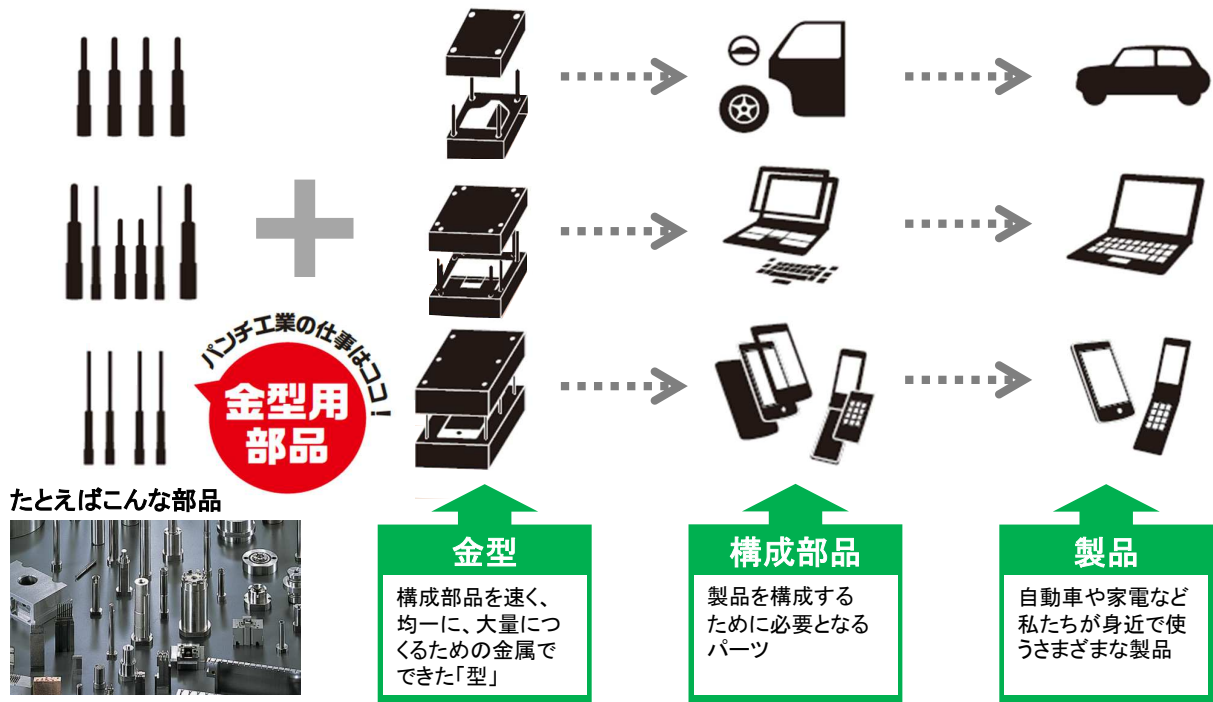 パンチ工業の仕事はココ！
金型用
部品
たとえばこんな部品
金型
構成部品を速く、
均一に、大量につ
くるための金属で
できた「型」
構成部品
製品を構成する
ために必要となる
パーツ
製品
自動車や家電など
私たちが身近で使
うさまざまな製品